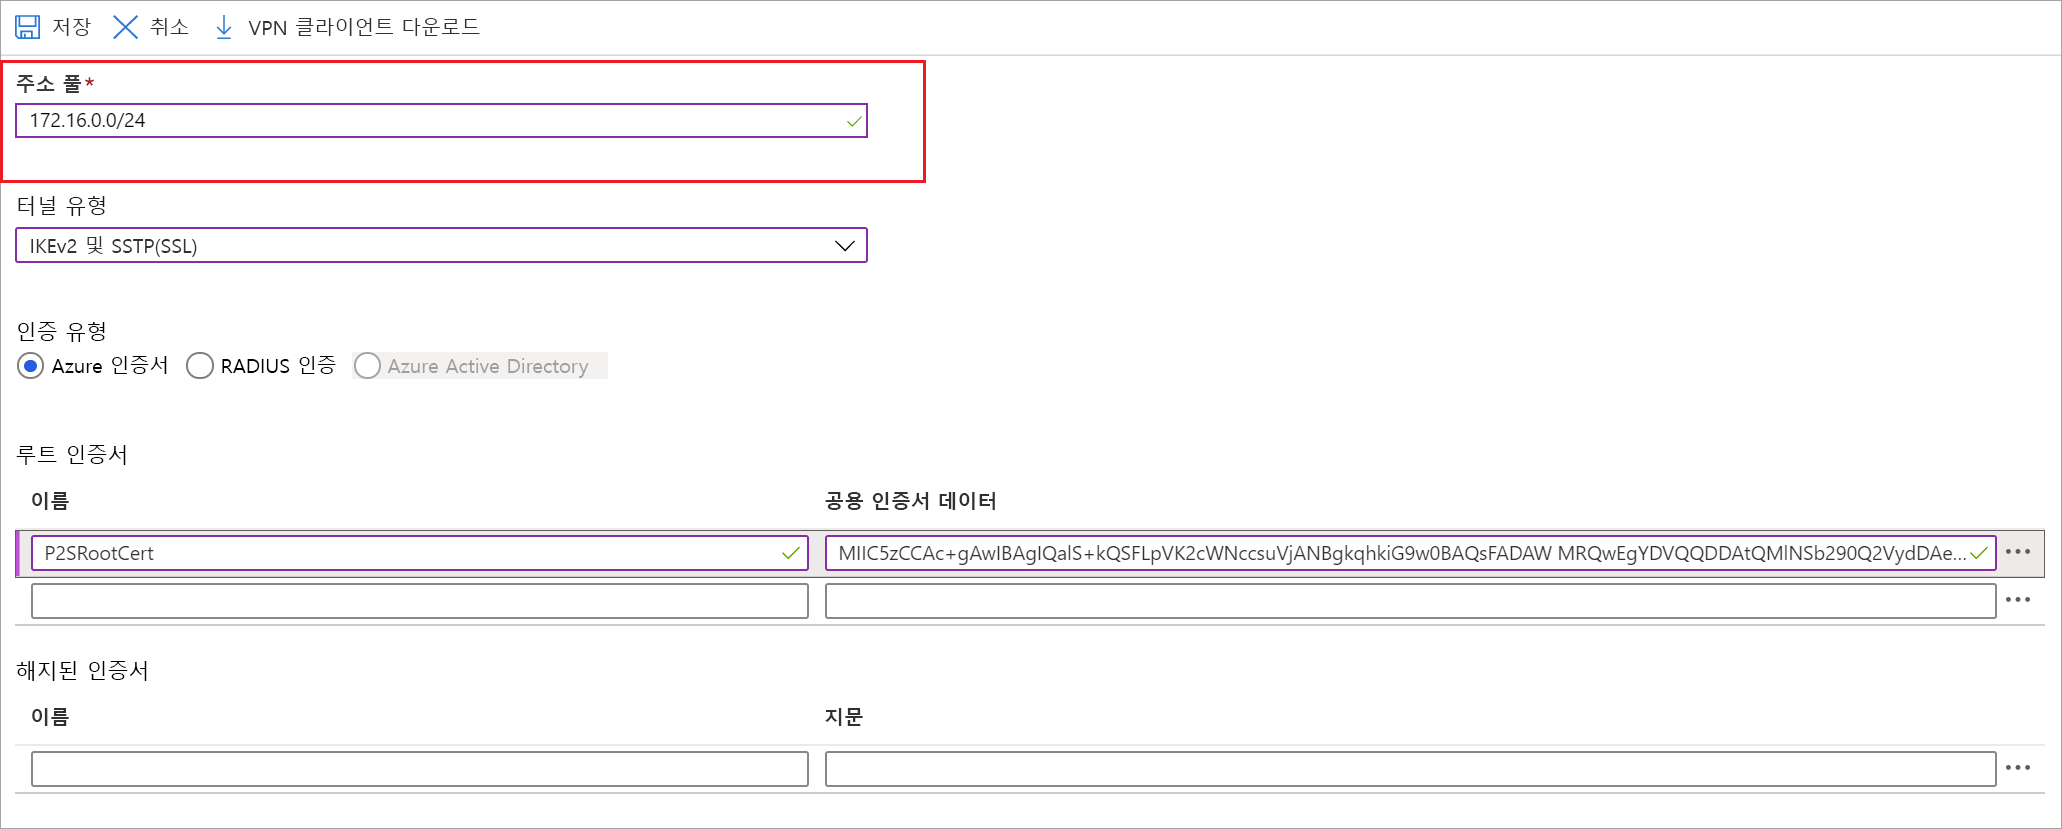 저장 취소 VPN 클라이언트 다운로드
주소 풀*
172.16.0.0/24
터널 유형
IKEv2 및 SSTP(SSL)
인증 유형
Azure 인증서 RADIUS 인증 Azure Active Directory
루트 인증서
이름 공용 인증서 데이터
P2SRootCert MIIC5zCCAc+gAwIBAgIQalS+kQSFLpVK2cWNccsuVjANBgkqhkiG9w0BAQsFADAW MRQwEgYDVQQDDAtQMlNSb290Q2VydDAe...
해지된 인증서
이름 지문